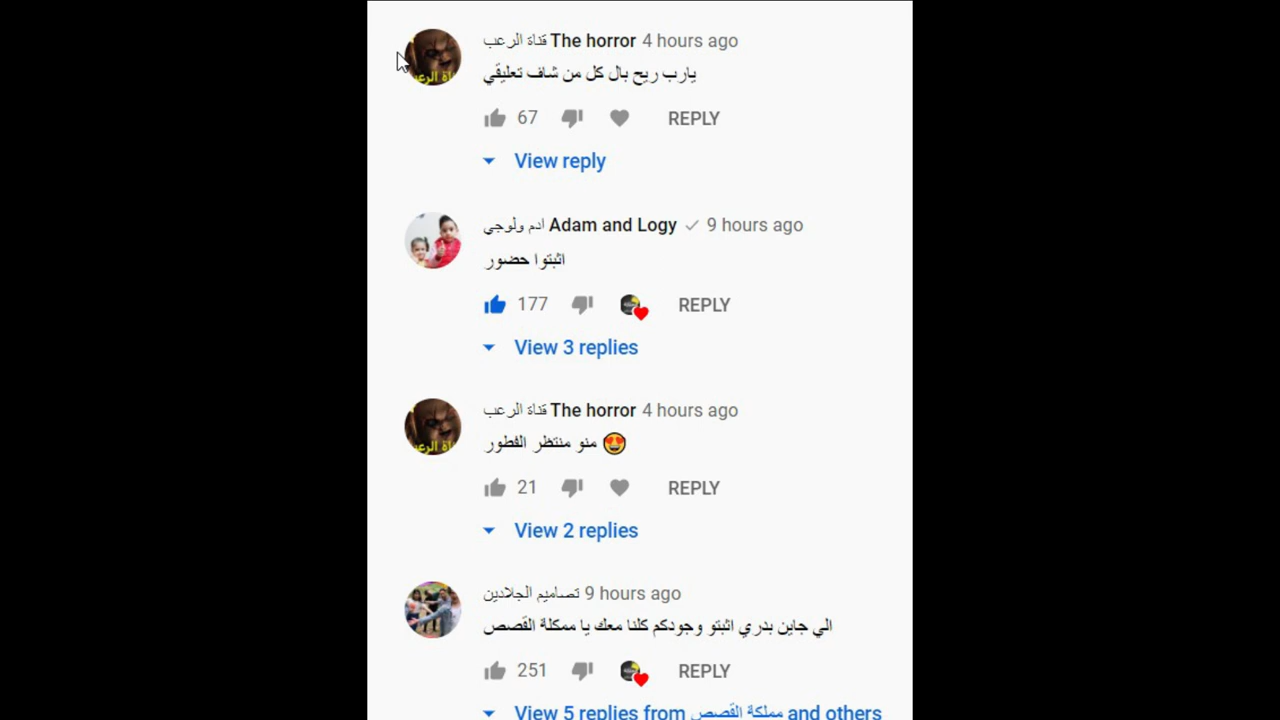 قناة الرعب The horror 4 hours ago
يارب ريح بال كل من شاف تعليقي
67 REPLY
View reply
ادم ولوجي Adam and Logy 9 hours ago
اثبتوا حضور
177 REPLY
View 3 replies
قناة الرعب The horror 4 hours ago
منو منتظر الفطور 😍
21 REPLY
View 2 replies
تصاميم الجلادين 9 hours ago
الي جاين بدري اثبتو وجودكم كلنا معك يا ممكلة القصص
251 REPLY
View 5 replies from مملكة القصص and others